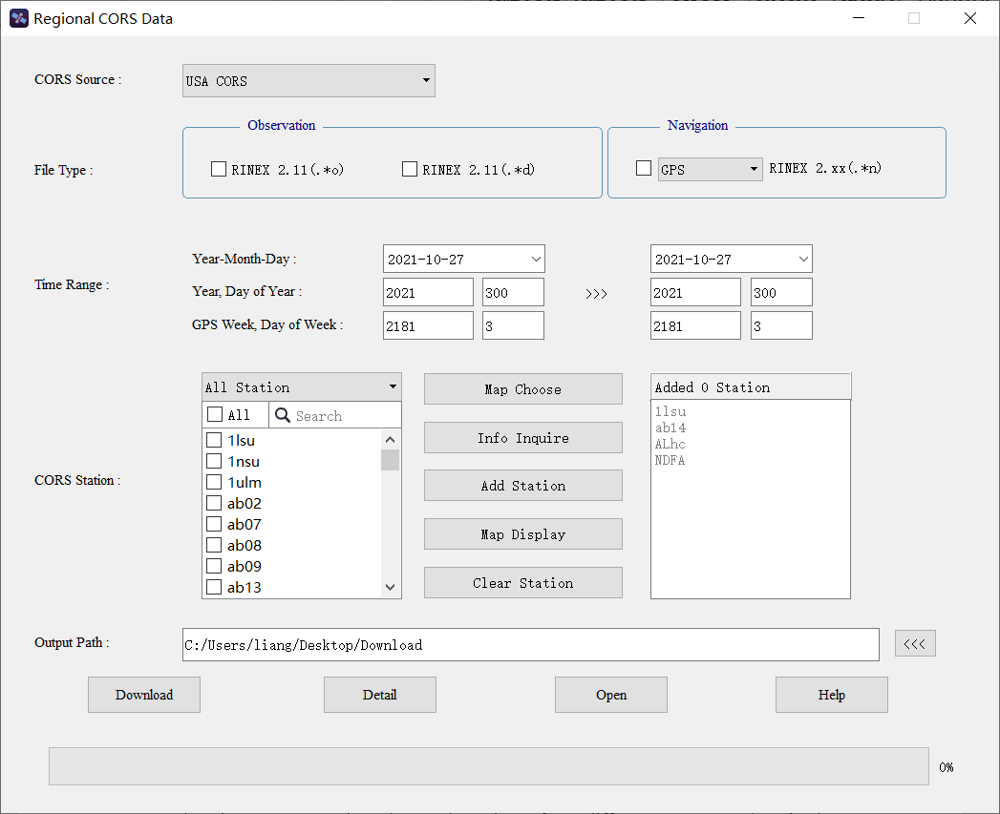 Regional CORS Data
CORS Source :
USA CORS
Observation
Navigation
File Type :
RINEX 2.11(.*o)
RINEX 2.11(.*d)
GPS
RINEX 2.xx(.*n)
Time Range :
Year-Month-Day :
2021-10-27
2021-10-27
Year, Day of Year :
2021
300
>>>
2021
300
GPS Week, Day of Week :
2181
3
2181
3
CORS Station :
All Station
All
Search
1lsu
1nsu
1ulm
ab02
ab07
ab08
ab09
ab13
Map Choose
Info Inquire
Add Station
Map Display
Clear Station
Added 0 Station
1lsu
ab14
ALhc
NDFA
Output Path :
C:/Users/liang/Desktop/Download
<<<
Download
Detail
Open
Help
0%